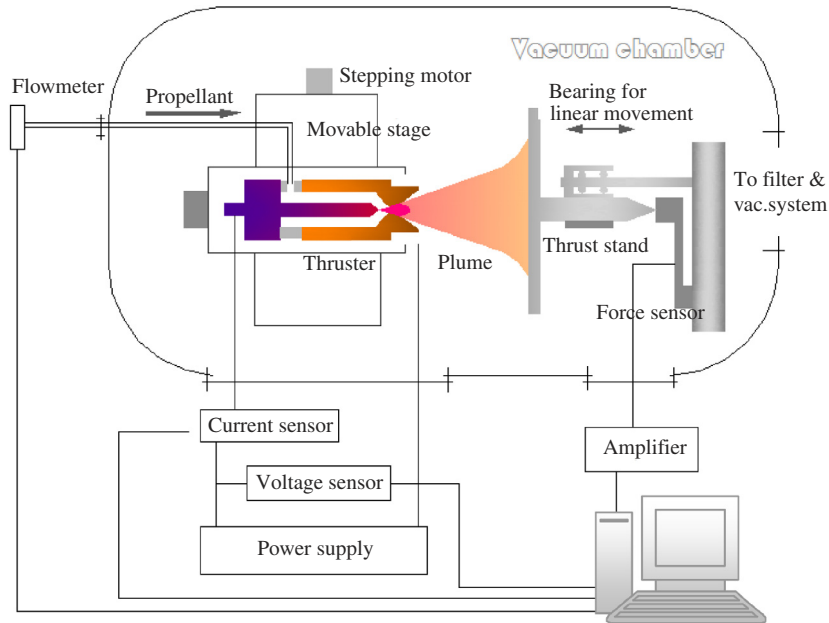 Vacuum chamber
Stepping motor
Flowmeter
Propellant
Bearing for
linear movement
Movable stage
To filter &
vac.system
Thruster
Plume
Thrust stand
Force sensor
Current sensor
Amplifier
Voltage sensor
Power supply